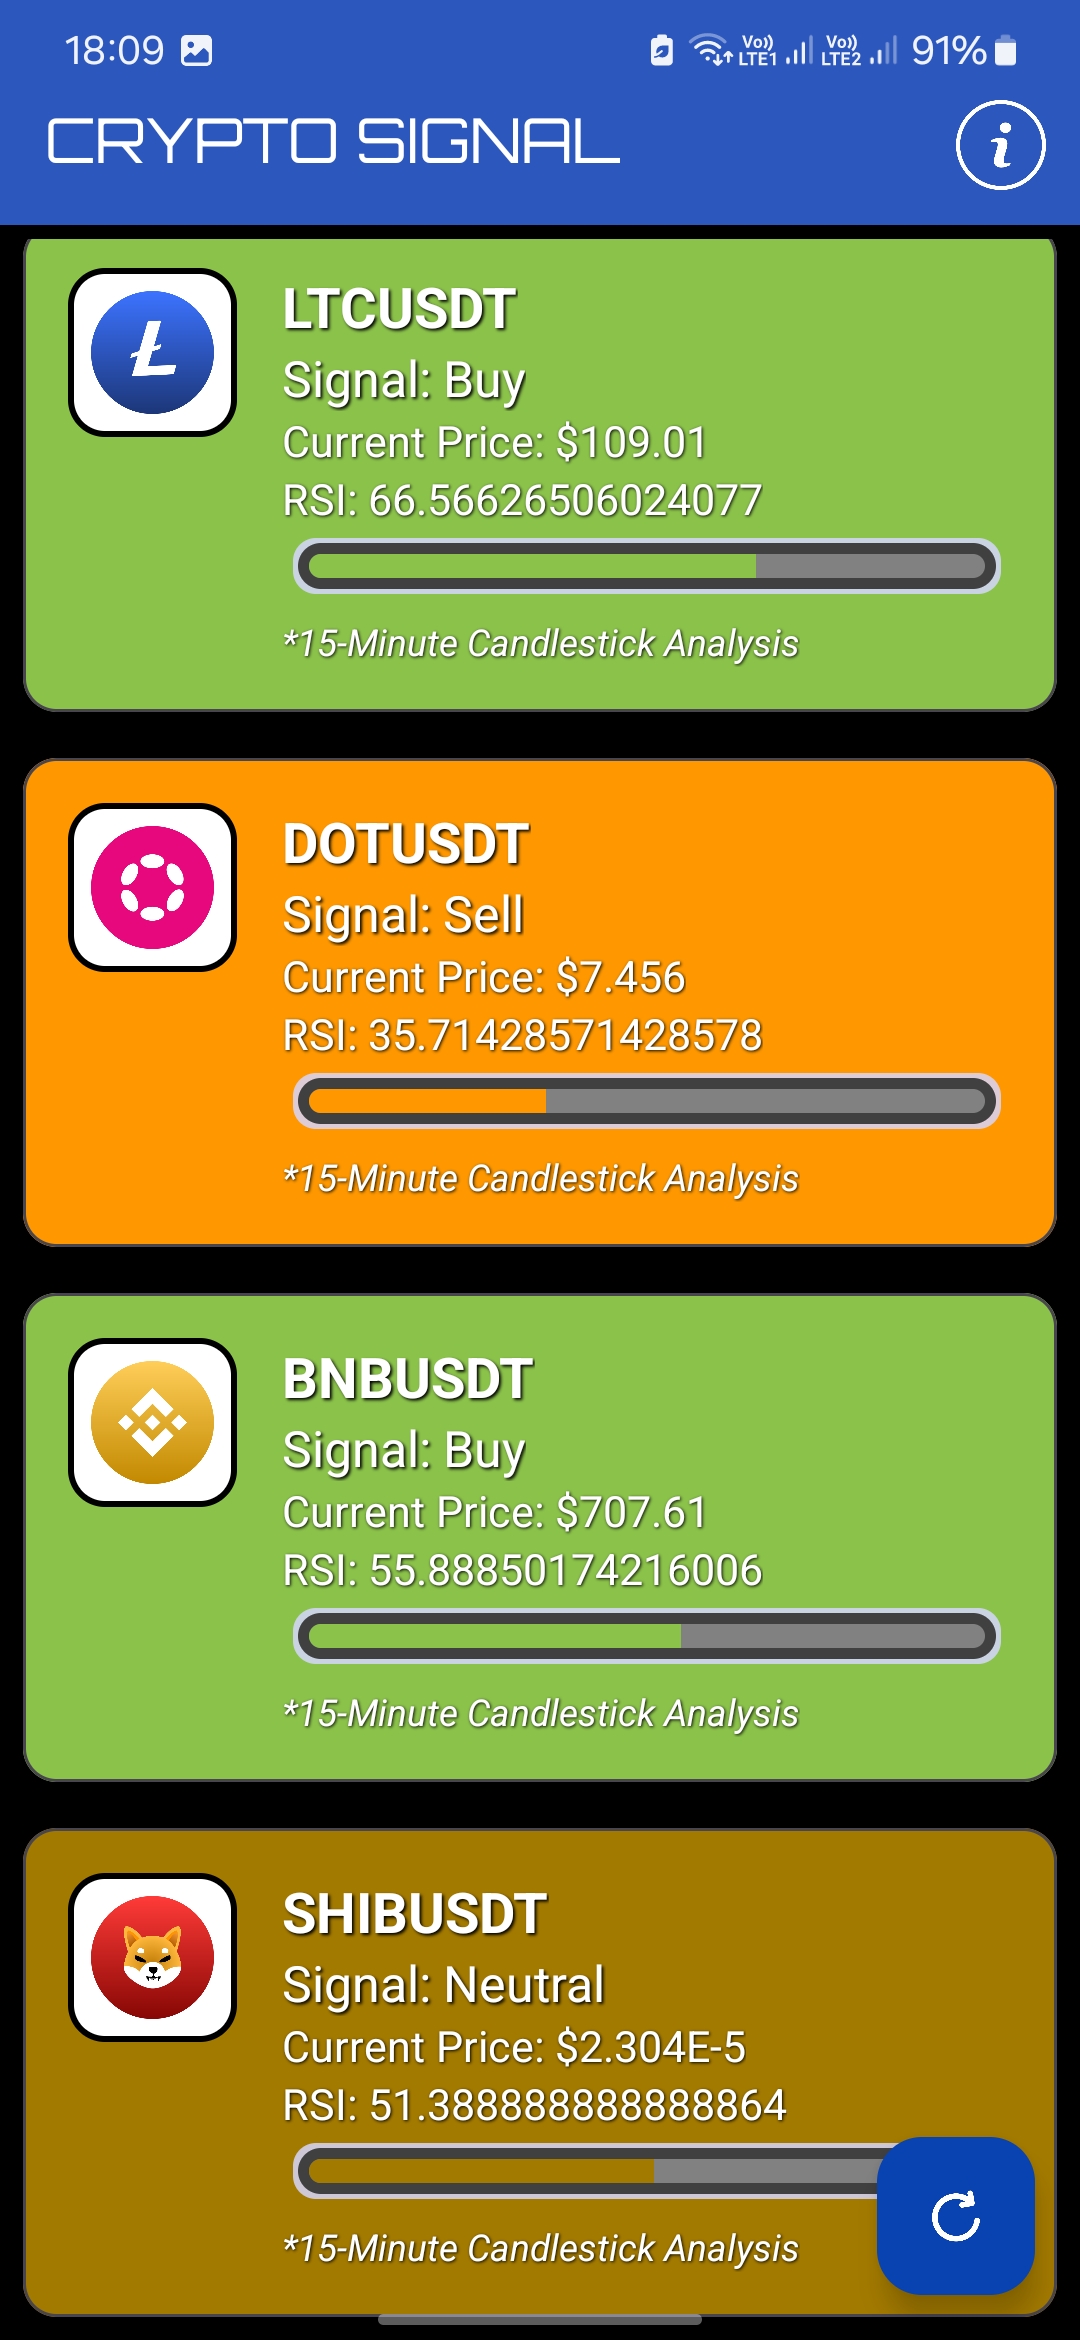 18:09
Vo)) LTE1 Vo)) LTE2 91%
CRYPTO SIGNAL
i
LTCUSDT
Signal: Buy
Current Price: $109.01
RSI: 66.56626506024077
*15-Minute Candlestick Analysis
DOTUSDT
Signal: Sell
Current Price: $7.456
RSI: 35.71428571428578
*15-Minute Candlestick Analysis
BNBUSDT
Signal: Buy
Current Price: $707.61
RSI: 55.88850174216006
*15-Minute Candlestick Analysis
SHIBUSDT
Signal: Neutral
Current Price: $2.304E-5
RSI: 51.388888888888864
*15-Minute Candlestick Analysis